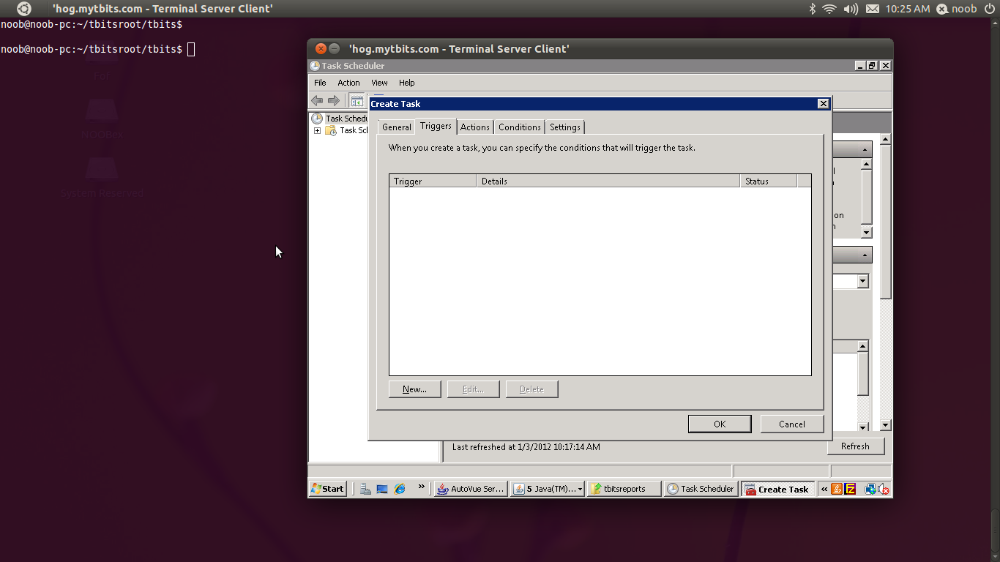 'hog.mytbits.com - Terminal Server Client'
10:25 AM
noob
noob@noob-pc:~/tbitsroot/tbits$
noob@noob-pc:~/tbitsroot/tbits$
Fof
NOOBex
System Reserved
'hog.mytbits.com - Terminal Server Client'
Task Scheduler
File Action View Help
Create Task
Task Schedu
Task Sch
General Triggers Actions Conditions Settings
When you create a task, you can specify the conditions that will trigger the task.
Trigger Details Status
on
New... Edit... Delete
OK Cancel
Last refreshed at 1/3/2012 10:17:14 AM
Refresh
Start » AutoVue Ser... 5 Java(TM)... tbitsreports Task Scheduler Create Task «